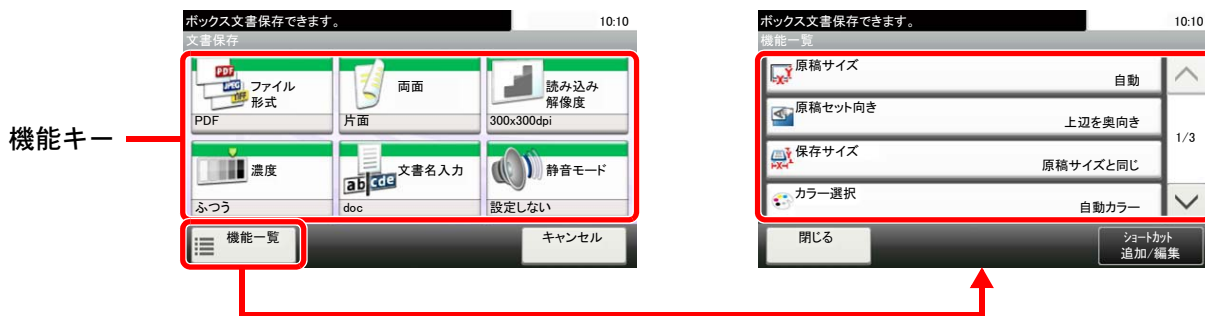 機能キー
ボックス文書保存できます。 10:10
文書保存
PDF JPEG TIFF
ファイル
形式
PDF
両面
片面
読み込み
解像度
300x300dpi
濃度
ふつう
abcde
文書名入力
doc
静音モード
設定しない
機能一覧
キャンセル
ボックス文書保存できます。 10:10
機能一覧
原稿サイズ
自動
原稿セット向き
上辺を奥向き
1/3
保存サイズ
原稿サイズと同じ
カラー選択
自動カラー
閉じる
ショートカット
追加/編集